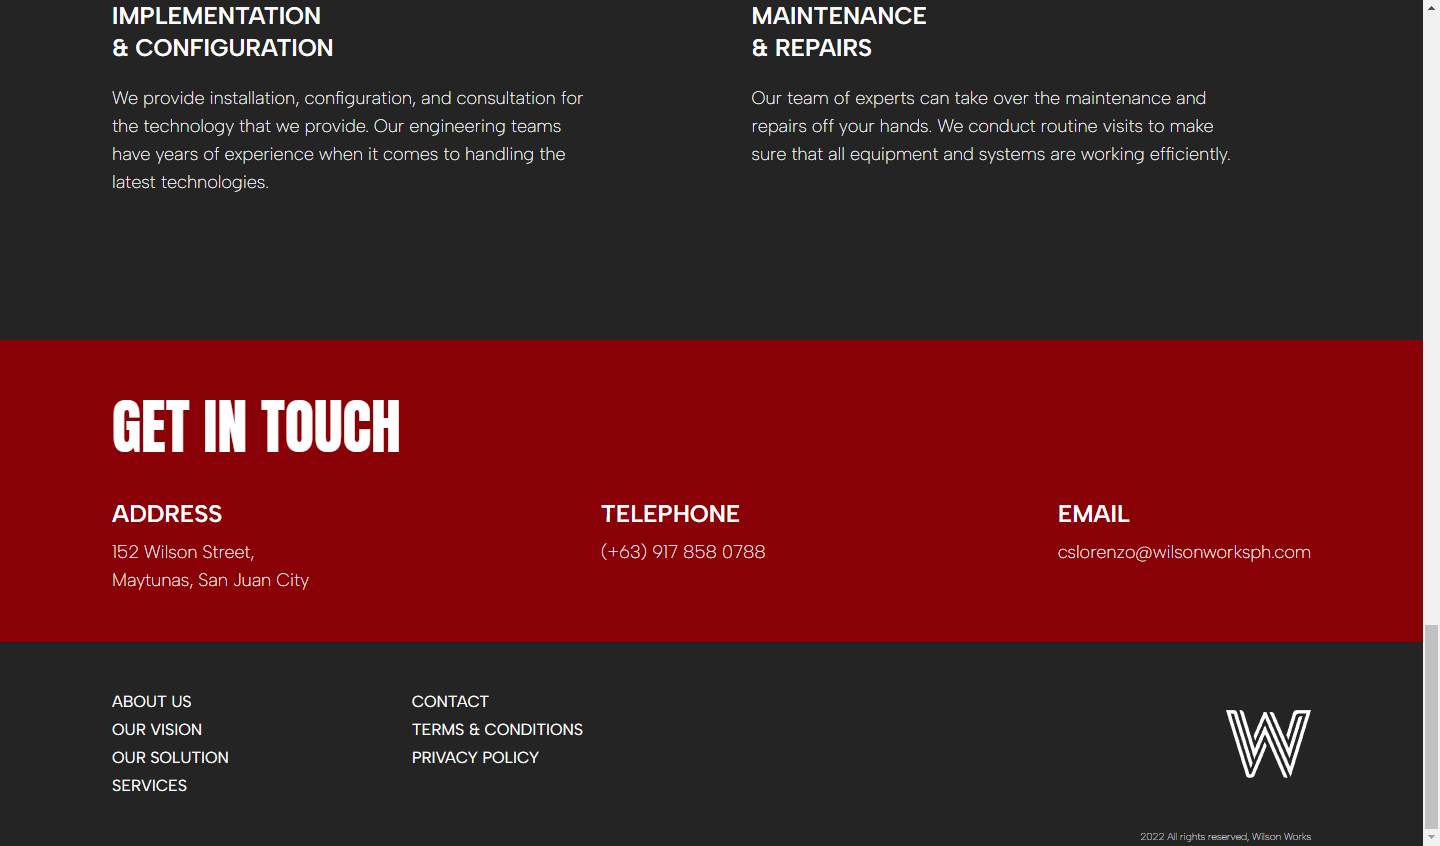 IMPLEMENTATION
& CONFIGURATION
We provide installation, configuration, and consultation for
the technology that we provide. Our engineering teams
have years of experience when it comes to handling the
latest technologies.
MAINTENANCE
& REPAIRS
Our team of experts can take over the maintenance and
repairs off your hands. We conduct routine visits to make
sure that all equipment and systems are working efficiently.
GET IN TOUCH
ADDRESS
152 Wilson Street,
Maytunas, San Juan City
TELEPHONE
(+63) 917 858 0788
EMAIL
cslorenzo@wilsonworksph.com
ABOUT US
OUR VISION
OUR SOLUTION
SERVICES
CONTACT
TERMS & CONDITIONS
PRIVACY POLICY
W
2022 All rights reserved, Wilson Works